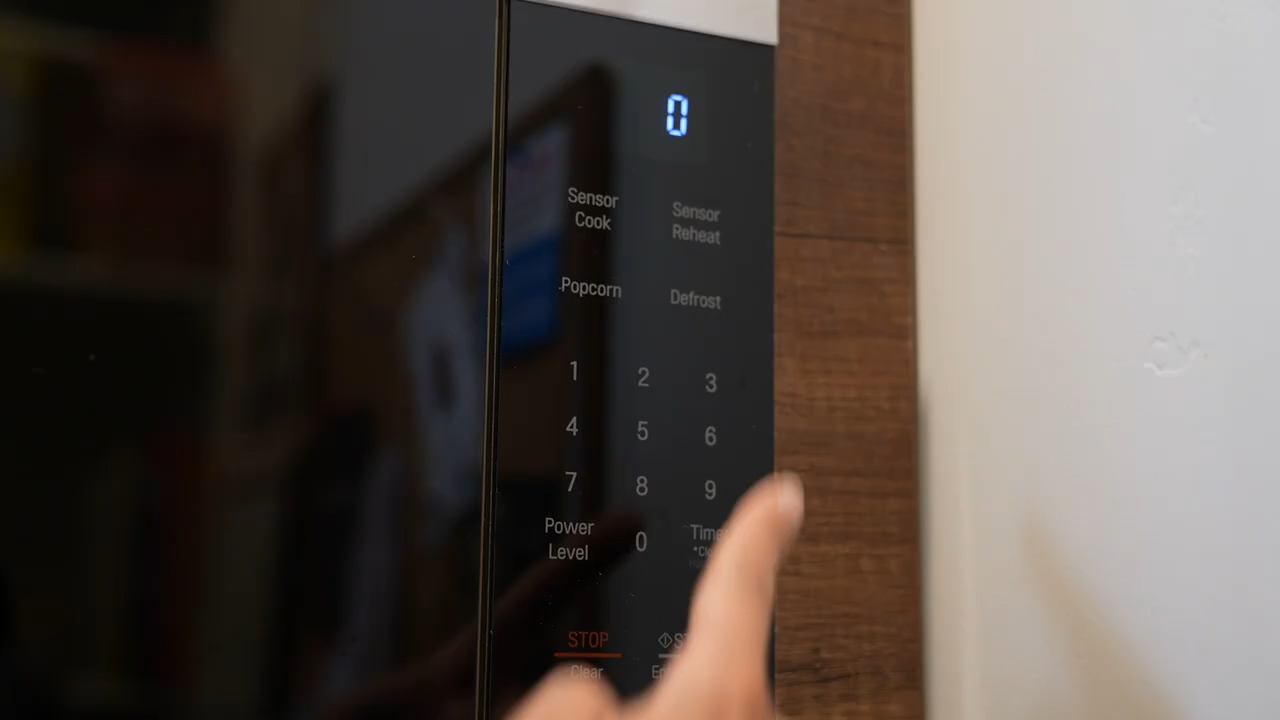 0
Sensor
Cook
Sensor
Reheat
Popcorn
Defrost
1 2 3
4 5 6
7 8 9
Power
Level
0
STOP
Clear